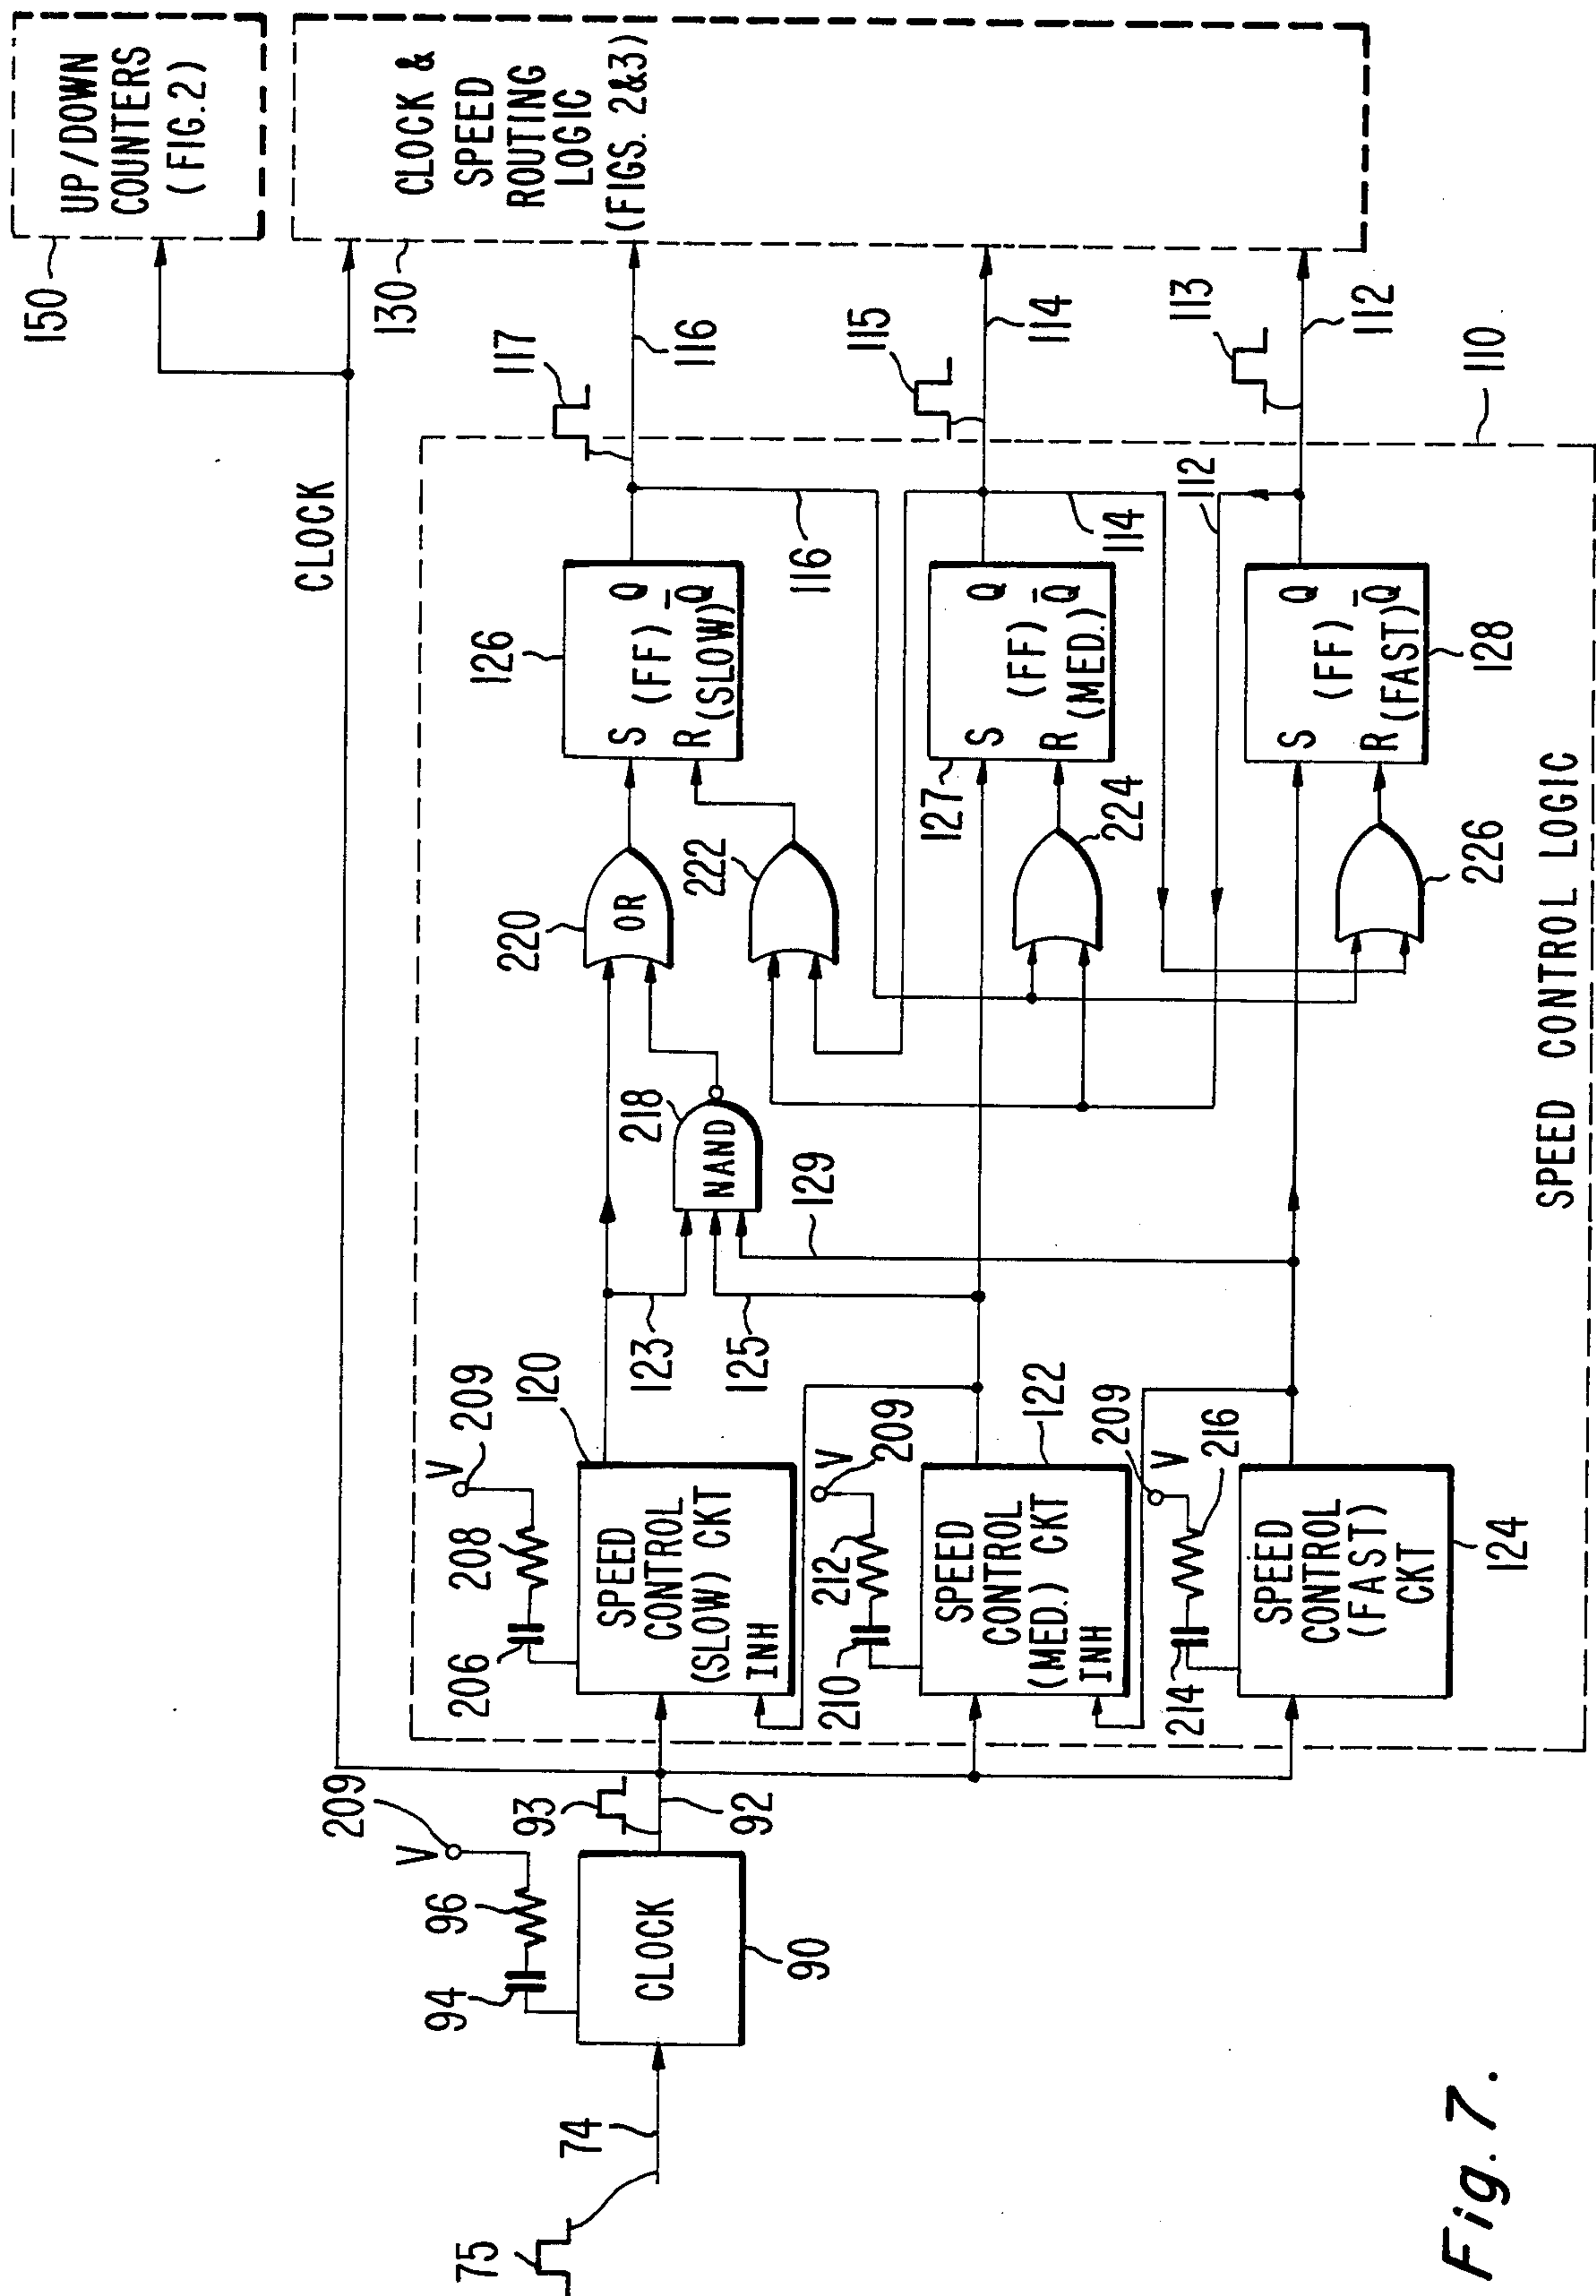 75
74
94
96
V
209
CLOCK
90
93
92
CLOCK
206
208
V
209
SPEED
CONTROL
(SLOW) CKT
INH
120
210
212
V
209
SPEED
CONTROL
(MED.) CKT
INH
122
214
216
V
209
SPEED
CONTROL
(FAST)
CKT
124
123
125
129
218
NAND
220
OR
222
224
226
126
S
Q
(FF)
R
Q̅
(SLOW)
127
S
Q
(FF)
R
Q̅
(MED.)
S
Q
(FF)
R
Q̅
(FAST)
128
116
114
112
117
116
115
114
113
112
110
SPEED CONTROL LOGIC
150
UP/DOWN
COUNTERS
(FIG.2)
130
CLOCK &
SPEED
ROUTING
LOGIC
(FIGS. 2&3)
Fig. 7.